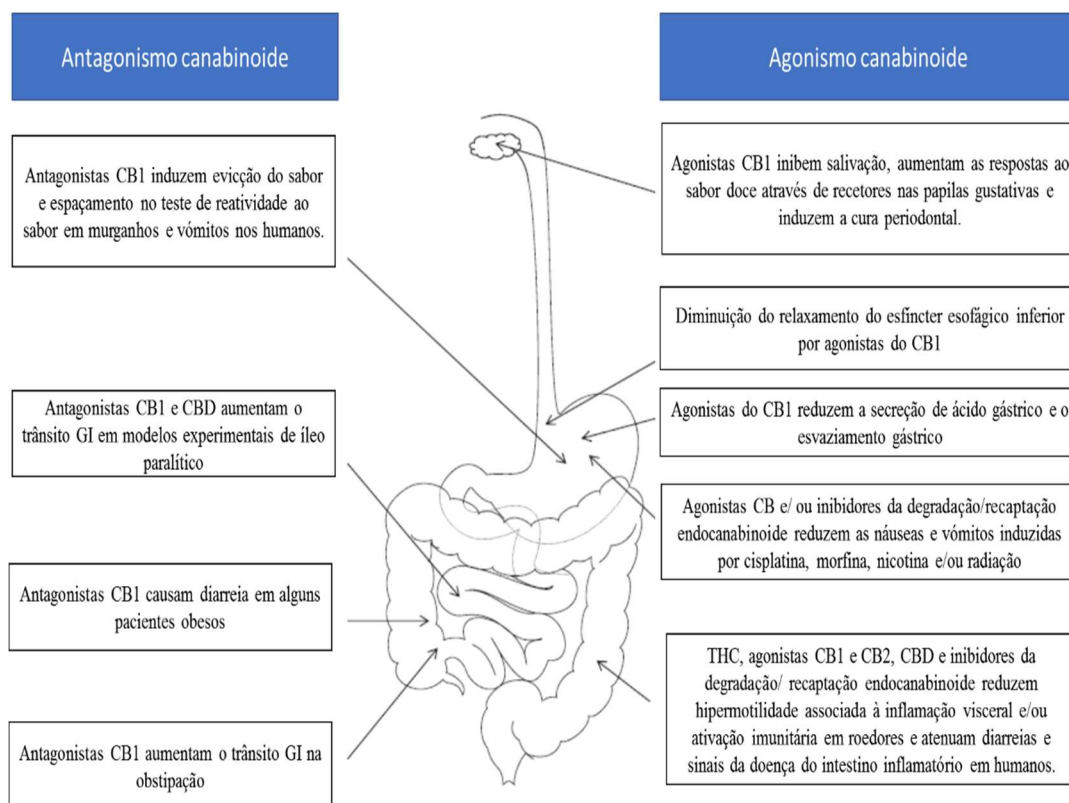 Antagonismo canabinoide
Antagonistas CB1 induzem evicção do sabor
e espaçamento no teste de reatividade ao
sabor em murganhos e vómitos nos humanos.
Antagonistas CB1 e CBD aumentam o
trânsito GI em modelos experimentais de íleo
paralítico
Antagonistas CB1 causam diarreia em alguns
pacientes obesos
Antagonistas CB1 aumentam o trânsito GI na
obstipação
Agonismo canabinoide
Agonistas CB1 inibem salivação, aumentam as respostas ao
sabor doce através de recetores nas papilas gustativas e
induzem a cura periodontal.
Diminuição do relaxamento do esfíncter esofágico inferior
por agonistas do CB1
Agonistas do CB1 reduzem a secreção de ácido gástrico e o
esvaziamento gástrico
Agonistas CB e/ ou inibidores da degradação/recaptação
endocanabinoide reduzem as náuseas e vómitos induzidas
por cisplatina, morfina, nicotina e/ou radiação
THC, agonistas CB1 e CB2, CBD e inibidores da
degradação/ recaptação endocanabinoide reduzem
hipermotilidade associada à inflamação visceral e/ou
ativação imunitária em roedores e atenuam diarreias e
sinais da doença do intestino inflamatório em humanos.